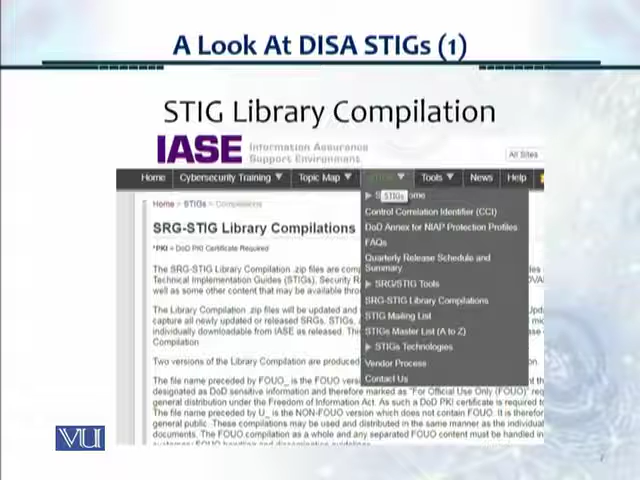 A Look At DISA STIGs (1)
STIG Library Compilation
IASE Information Assurance
Support Environment
All Sites
Home Cybersecurity Training Topic Map Tools News Help
STIGs
Home > STIGs > Compilations
SRG-STIG Library Compilations
*PKI = DoD PKI Certificate Required
The SRG-STIG Library Compilation .zip files are
Technical Implementation Guides (STIGs), Security
well as some other content that may be available
The Library Compilation .zip files will be updated and
capture all newly updated or released SRGs, STIGs,
individually downloadable from IASE as released.
Compilation
Two versions of the Library Compilation are produced
The file name preceded by FOUO_ is the FOUO
designated as DoD sensitive information and therefore marked as "For Official Use Only (FOUO)"
general distribution under the Freedom of Information Act. As such a DoD PKI certificate is required
The file name preceded by U_ is the NON-FOUO version which does not contain FOUO. It is
general public. These compilations may be used and distributed in the same manner as the
documents. The FOUO compilation as a whole and any separated FOUO content must be handled in
Control Correlation Identifier (CCI)
DoD Annex for NIAP Protection Profiles
FAQs
Quarterly Release Schedule and
Summary
SRG/STIG Tools
SRG-STIG Library Compilations
STIG Mailing List
STIGs Master List (A to Z)
STIGs Technologies
Vendor Process
Contact Us
VU